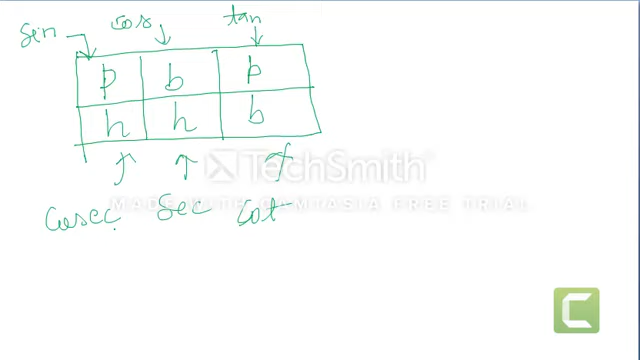 sin cos tan
p b p
h h b
TechSmith®
MADE WITH CAMTASIA FREE TRIAL
cosec sec cot
C